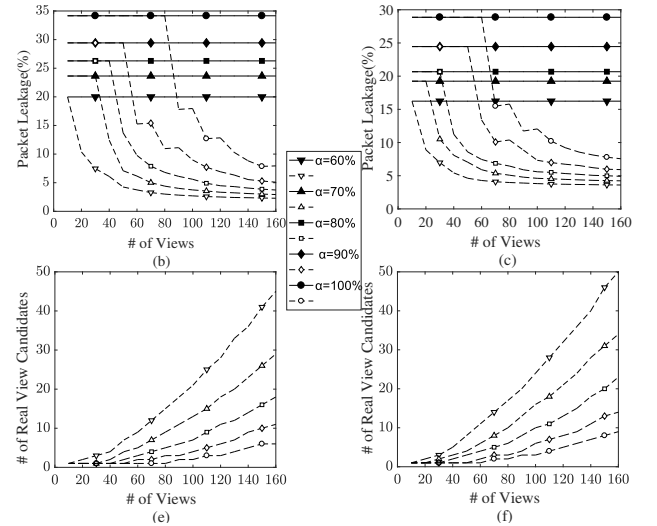 35
30
25
20
15
10
5
0
Packet Leakage(%)
0 20 40 60 80 100 120 140 160
# of Views
(b)
30
25
20
15
10
5
0
Packet Leakage(%)
0 20 40 60 80 100 120 140 160
# of Views
(c)
α=60%
α=70%
α=80%
α=90%
α=100%
50
40
30
20
10
0
# of Real View Candidates
0 20 40 60 80 100 120 140 160
# of Views
(e)
50
40
30
20
10
0
# of Real View Candidates
0 20 40 60 80 100 120 140 160
# of Views
(f)